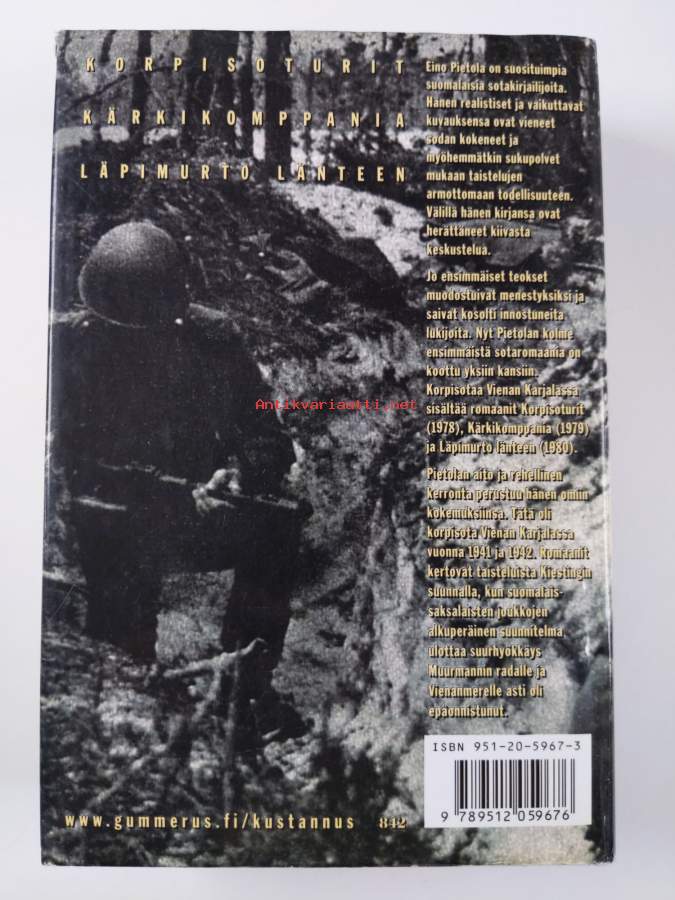 KORPISOTURIT
KÄRKIKOMPPANIA
LÄPIMURTO LÄNTEEN
Eino Pietola on suosituimpia
suomalaisia sotakirjailijoita.
Hänen realistiset ja vaikuttavat
kuvauksensa ovat vieneet
sodan kokeneet ja
myöhemmätkin sukupolvet
mukaan taistelujen
armottomaan todellisuuteen.
Välillä hänen kirjansa ovat
herättäneet kiivasta
keskustelua.
Jo ensimmäiset teokset
muodostuivat menestyksiksi ja
saivat kosolti innostuneita
lukijoita. Nyt Pietolan kolme
ensimmäistä sotaromaania on
koottu yksiin kansiin.
Korpisotaa Vienan Karjalassa
sisältää romaanit Korpisoturit
(1978), Kärkikomppania (1979)
ja Läpimurto länteen (1980).
Pietolan aito ja rehellinen
kerronta perustuu hänen omiin
kokemuksiinsa. Tätä oli
korpisota Vienan Karjalassa
vuonna 1941 ja 1942. Romaanit
kertovat taisteluista Kiestingin
suunnalla, kun suomalais-
saksalaisten joukkojen
alkuperäinen suunnitelma
ulottaa suurhyökkäys
Muurmannin radalle ja
Vienanmerelle asti oli
epäonnistunut.
Antikvariaatti.net
ISBN 951-20-5967-3
9 789512 059676
www.gummerus.fi/kustannus 842